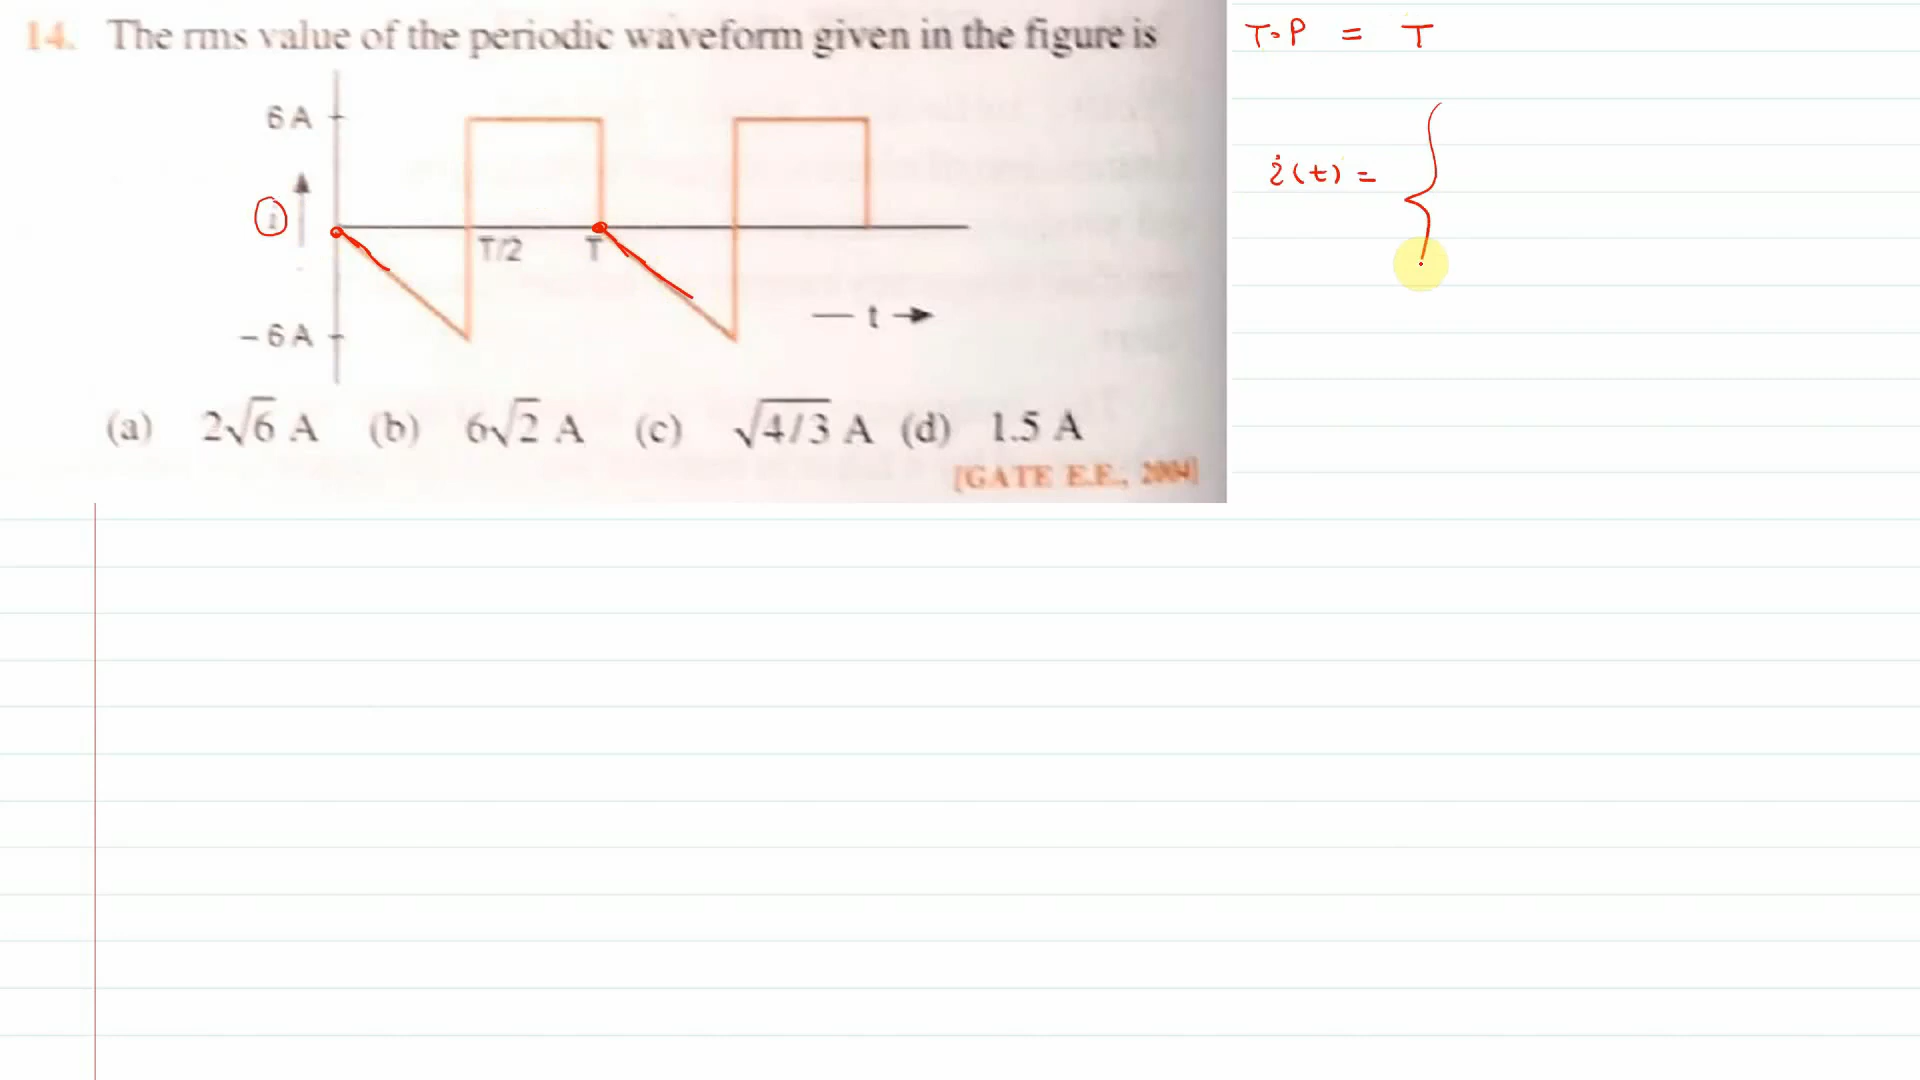 14. The rms value of the periodic waveform given in the figure is
T.P = T
6 A
i(t) =
i
T/2 T
t
– 6 A
(a) 2√6 A (b) 6√2 A (c) √4/3 A (d) 1.5 A
[GATE E.E., 2004]